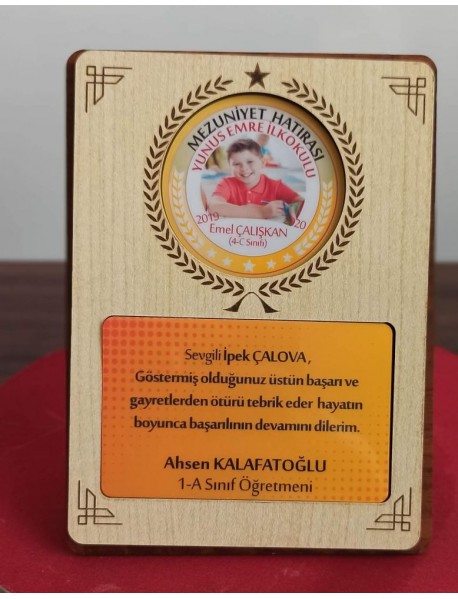 MEZUNİYET HATIRASI
YUNUS EMRE İLKOKULU
2019 20
Emel ÇALIŞKAN
(4-C Sınıfı)
Sevgili İpek ÇALOVA ,
Göstermiş olduğunuz üstün başarı ve
gayretlerden ötürü tebrik eder hayatın
boyunca başarılının devamını dilerim.
Ahsen KALAFATOĞLU
1-A Sınıf Öğretmeni